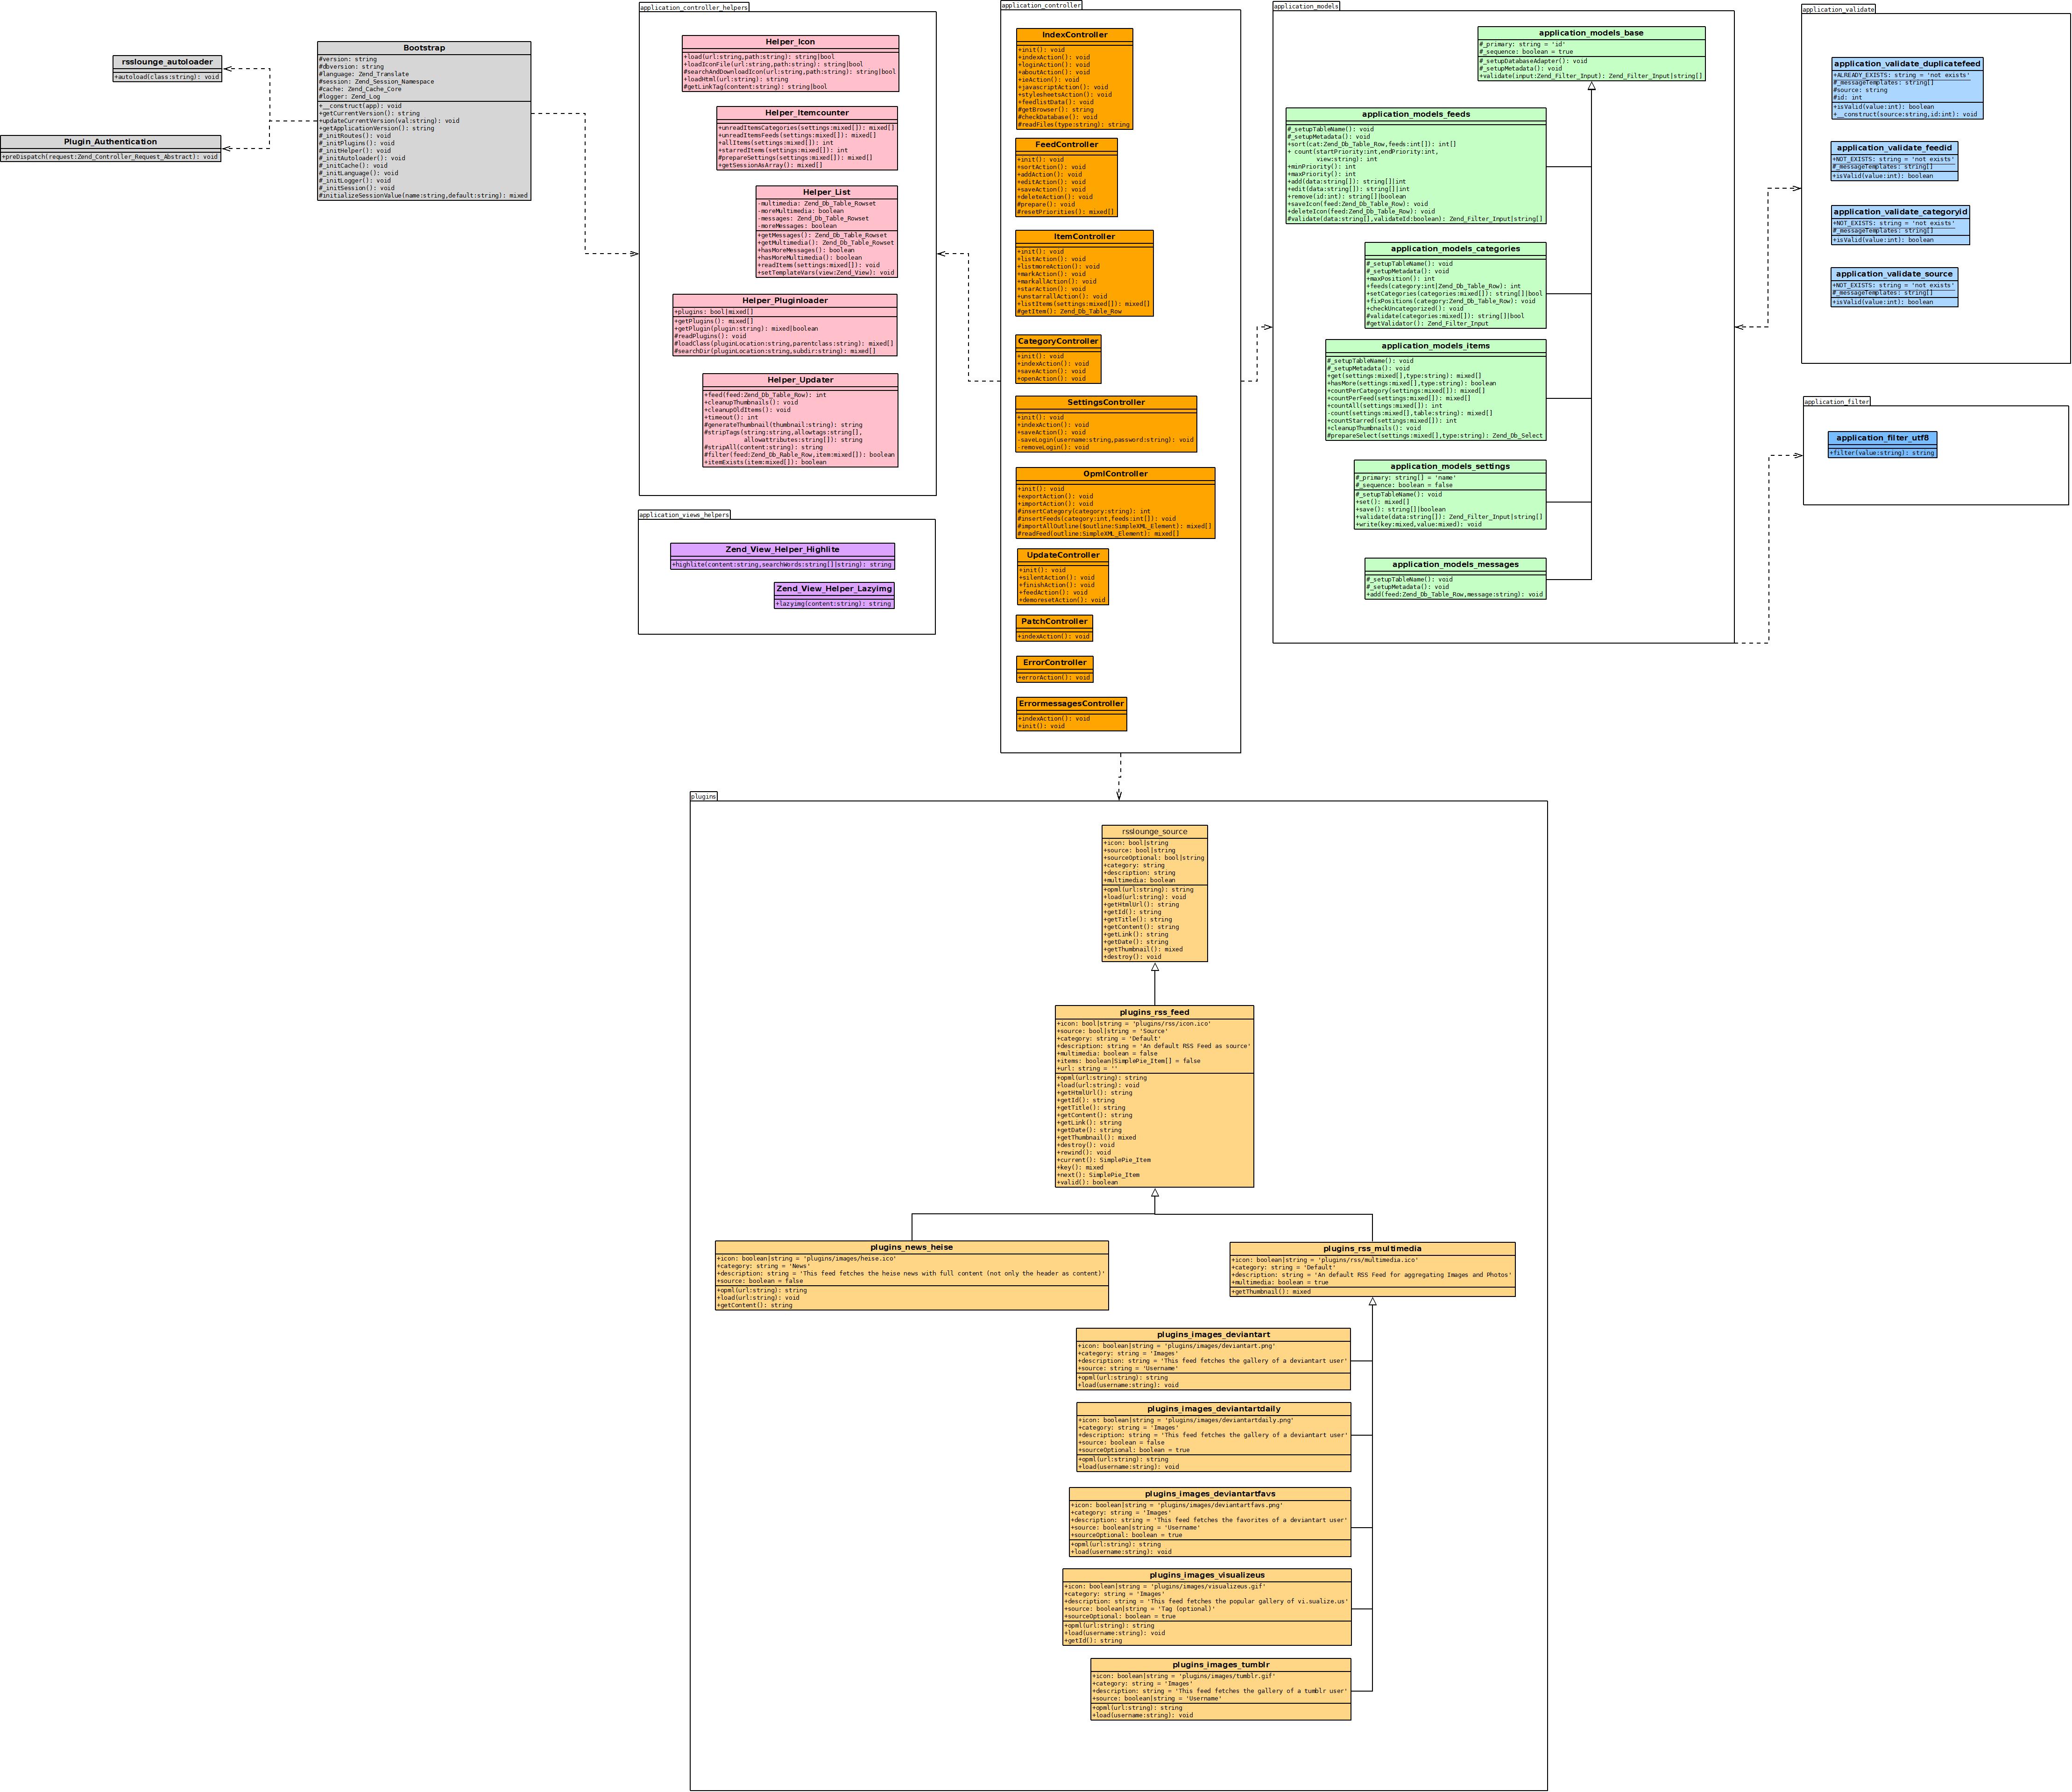 rsslounge_autoloader
+autoload(class:string): void
Plugin_Authentication
+preDispatch(request:Zend_Controller_Request_Abstract): void
Bootstrap
#version: string
#dbversion: string
#language: Zend_Translate
#session: Zend_Session_Namespace
#cache: Zend_Cache_Core
#logger: Zend_Log
+__construct(app): void
+getCurrentVersion(): string
+updateCurrentVersion(val:string): void
+getApplicationVersion(): string
#_initRoutes(): void
#_initPlugins(): void
#_initHelper(): void
#_initAutoloader(): void
#_initCache(): void
#_initLanguage(): void
#_initLogger(): void
#_initSession(): void
#initializeSessionValue(name:string,default:string): mixed
application_controller_helpers
Helper_Icon
+load(url:string,path:string): string|bool
+loadIconFile(url:string,path:string): string|bool
#searchAndDownloadIcon(url:string,path:string): string|bool
+loadHtml(url:string): string
#getLinkTag(content:string): string|bool
Helper_Itemcounter
+unreadItemsCategories(settings:mixed[]): mixed[]
+unreadItemsFeeds(settings:mixed[]): mixed[]
+allItems(settings:mixed[]): int
+starredItems(settings:mixed[]): int
#prepareSettings(settings:mixed[]): mixed[]
+getSessionAsArray(): mixed[]
Helper_List
-multimedia: Zend_Db_Table_Rowset
-moreMultimedia: boolean
-messages: Zend_Db_Table_Rowset
-moreMessages: boolean
+getMessages(): Zend_Db_Table_Rowset
+getMultimedia(): Zend_Db_Table_Rowset
+hasMoreMessages(): boolean
+hasMoreMultimedia(): boolean
+readItems(settings:mixed[]): void
+setTemplateVars(view:Zend_View): void
Helper_Pluginloader
+plugins: bool|mixed[]
+getPlugins(): mixed[]
+getPlugin(plugin:string): mixed|boolean
#readPlugins(): void
#loadClass(pluginLocation:string,parentclass:string): mixed[]
#searchDir(pluginLocation:string,subdir:string): mixed[]
Helper_Updater
+feed(feed:Zend_Db_Table_Row): int
+cleanupThumbnails(): void
+cleanupOldItems(): void
+timeout(): int
#generateThumbnail(thumbnail:string): string
#stripTags(string:string,allowtags:string[],
allowattributes:string[]): string
#stripAll(content:string): string
#filter(feed:Zend_Db_Rable_Row,item:mixed[]): boolean
+itemExists(item:mixed[]): boolean
application_views_helpers
Zend_View_Helper_Highlite
+highlite(content:string,searchWords:string[]|string): string
Zend_View_Helper_Lazyimg
+lazyimg(content:string): string
application_controller
IndexController
+init(): void
+indexAction(): void
+loginAction(): void
+aboutAction(): void
+ieAction(): void
+javascriptAction(): void
+stylesheetsAction(): void
+feedlistData(): void
#getBrowser(): string
#checkDatabase(): void
#readFiles(type:string): string
FeedController
+init(): void
+sortAction(): void
+addAction(): void
+editAction(): void
+saveAction(): void
+deleteAction(): void
#prepare(): void
#resetPriorities(): mixed[]
ItemController
+init(): void
+listAction(): void
+listmoreAction(): void
+markAction(): void
+markallAction(): void
+starAction(): void
+unstarrallAction(): void
+listItems(settings:mixed[]): mixed[]
#getItem(): Zend_Db_Table_Row
CategoryController
+init(): void
+indexAction(): void
+saveAction(): void
+openAction(): void
SettingsController
+init(): void
+indexAction(): void
+saveAction(): void
-saveLogin(username:string,password:string): void
-removeLogin(): void
OpmlController
+init(): void
+exportAction(): void
+importAction(): void
#insertCategory(category:string): int
#insertFeeds(category:int,feeds:int[]): void
#importAllOutline($outline:SimpleXML_Element): mixed[]
#readFeed(outline:SimpleXML_Element): mixed[]
UpdateController
+init(): void
+silentAction(): void
+finishAction(): void
+feedAction(): void
+demoresetAction(): void
PatchController
+indexAction(): void
ErrorController
+errorAction(): void
ErrormessagesController
+indexAction(): void
+init(): void
application_models
application_models_base
#_primary: string = 'id'
#_sequence: boolean = true
#_setupDatabaseAdapter(): void
#_setupMetadata(): void
+validate(input:Zend_Filter_Input): Zend_Filter_Input|string[]
application_models_feeds
#_setupTableName(): void
#_setupMetadata(): void
+sort(cat:Zend_Db_Table_Row,feeds:int[]): int[]
+ count(startPriority:int,endPriority:int,
view:string): int
+minPriority(): int
+maxPriority(): int
+add(data:string[]): string[]|int
+edit(data:string[]): string[]|int
+remove(id:int): string[]|boolean
+saveIcon(feed:Zend_Db_Table_Row): void
+deleteIcon(feed:Zend_Db_Table_Row): void
#validate(data:string[],validateId:boolean): Zend_Filter_Input|string[]
application_models_categories
#_setupTableName(): void
#_setupMetadata(): void
+maxPosition(): int
+feeds(category:int|Zend_Db_Table_Row): int
+setCategories(categories:mixed[]): string[]|bool
+fixPositions(category:Zend_Db_Table_Row): void
+checkUncategorized(): void
#validate(categories:mixed[]): string[]|bool
#getValidator(): Zend_Filter_Input
application_models_items
#_setupTableName(): void
#_setupMetadata(): void
+get(settings:mixed[],type:string): mixed[]
+hasMore(settings:mixed[],type:string): boolean
+countPerCategory(settings:mixed[]): mixed[]
+countPerFeed(settings:mixed[]): mixed[]
+countAll(settings:mixed[]): int
-count(settings:mixed[],table:string): mixed[]
+countStarred(settings:mixed[]): int
+cleanupThumbnails(): void
#prepareSelect(settings:mixed[],type:string): Zend_Db_Select
application_models_settings
#_primary: string[] = 'name'
#_sequence: boolean = false
#_setupTableName(): void
+set(): mixed[]
+save(): string[]|boolean
+validate(data:string[]): Zend_Filter_Input|string[]
+write(key:mixed,value:mixed): void
application_models_messages
#_setupTableName(): void
#_setupMetadata(): void
+add(feed:Zend_Db_Table_Row,message:string): void
application_validate
application_validate_duplicatefeed
+ALREADY_EXISTS: string = 'not exists'
#_messageTemplates: string[]
#source: string
#id: int
+isValid(value:int): boolean
+__construct(source:string,id:int): void
application_validate_feedid
+NOT_EXISTS: string = 'not exists'
#_messageTemplates: string[]
+isValid(value:int): boolean
application_validate_categoryid
+NOT_EXISTS: string = 'not exists'
#_messageTemplates: string[]
+isValid(value:int): boolean
application_validate_source
+NOT_EXISTS: string = 'not exists'
#_messageTemplates: string[]
+isValid(value:int): boolean
application_filter
application_filter_utf8
+filter(value:string): string
plugins
rsslounge_source
+icon: bool|string
+source: bool|string
+sourceOptional: bool|string
+category: string
+description: string
+multimedia: boolean
+opml(url:string): string
+load(url:string): void
+getHtmlUrl(): string
+getId(): string
+getTitle(): string
+getContent(): string
+getLink(): string
+getDate(): string
+getThumbnail(): mixed
+destroy(): void
plugins_rss_feed
+icon: bool|string = 'plugins/rss/icon.ico'
+source: bool|string = 'Source'
+category: string = 'Default'
+description: string = 'An default RSS Feed as source'
+multimedia: boolean = false
+items: boolean|SimplePie_Item[] = false
+url: string = ''
+opml(url:string): string
+load(url:string): void
+getHtmlUrl(): string
+getId(): string
+getTitle(): string
+getContent(): string
+getLink(): string
+getDate(): string
+getThumbnail(): mixed
+destroy(): void
+rewind(): void
+current(): SimplePie_Item
+key(): mixed
+next(): SimplePie_Item
+valid(): boolean
plugins_news_heise
+icon: boolean|string = 'plugins/images/heise.ico'
+category: string = 'News'
+description: string = 'This feed fetches the heise news with full content (not only the header as content)'
+source: boolean = false
+opml(url:string): string
+load(url:string): void
+getContent(): string
plugins_rss_multimedia
+icon: boolean|string = 'plugins/rss/multimedia.ico'
+category: string = 'Default'
+description: string = 'An default RSS Feed for aggregating Images and Photos'
+multimedia: boolean = true
+getThumbnail(): mixed
plugins_images_deviantart
+icon: boolean|string = 'plugins/images/deviantart.png'
+category: string = 'Images'
+description: string = 'This feed fetches the gallery of a deviantart user'
+source: string = 'Username'
+opml(url:string): string
+load(username:string): void
plugins_images_deviantartdaily
+icon: boolean|string = 'plugins/images/deviantartdaily.png'
+category: string = 'Images'
+description: string = 'This feed fetches the gallery of a deviantart user'
+source: boolean = false
+sourceOptional: boolean = true
+opml(url:string): string
+load(username:string): void
plugins_images_deviantartfavs
+icon: boolean|string = 'plugins/images/deviantartfavs.png'
+category: string = 'Images'
+description: string = 'This feed fetches the favorites of a deviantart user'
+source: boolean|string = 'Username'
+sourceOptional: boolean = true
+opml(url:string): string
+load(username:string): void
plugins_images_visualizeus
+icon: boolean|string = 'plugins/images/visualizeus.gif'
+category: string = 'Images'
+description: string = 'This feed fetches the popular gallery of vi.sualize.us'
+source: boolean|string = 'Tag (optional)'
+sourceOptional: boolean = true
+opml(url:string): string
+load(username:string): void
+getId(): string
plugins_images_tumblr
+icon: boolean|string = 'plugins/images/tumblr.gif'
+category: string = 'Images'
+description: string = 'This feed fetches the gallery of a tumblr user'
+source: boolean|string = 'Username'
+opml(url:string): string
+load(username:string): void